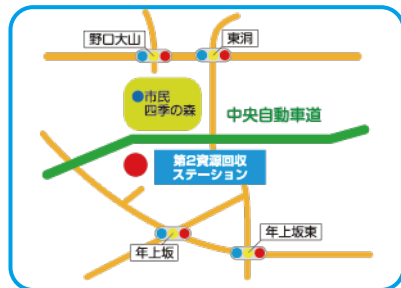 野口大山
東洞
市民
四季の森
中央自動車道
第2資源回収
ステーション
年上坂
年上坂東